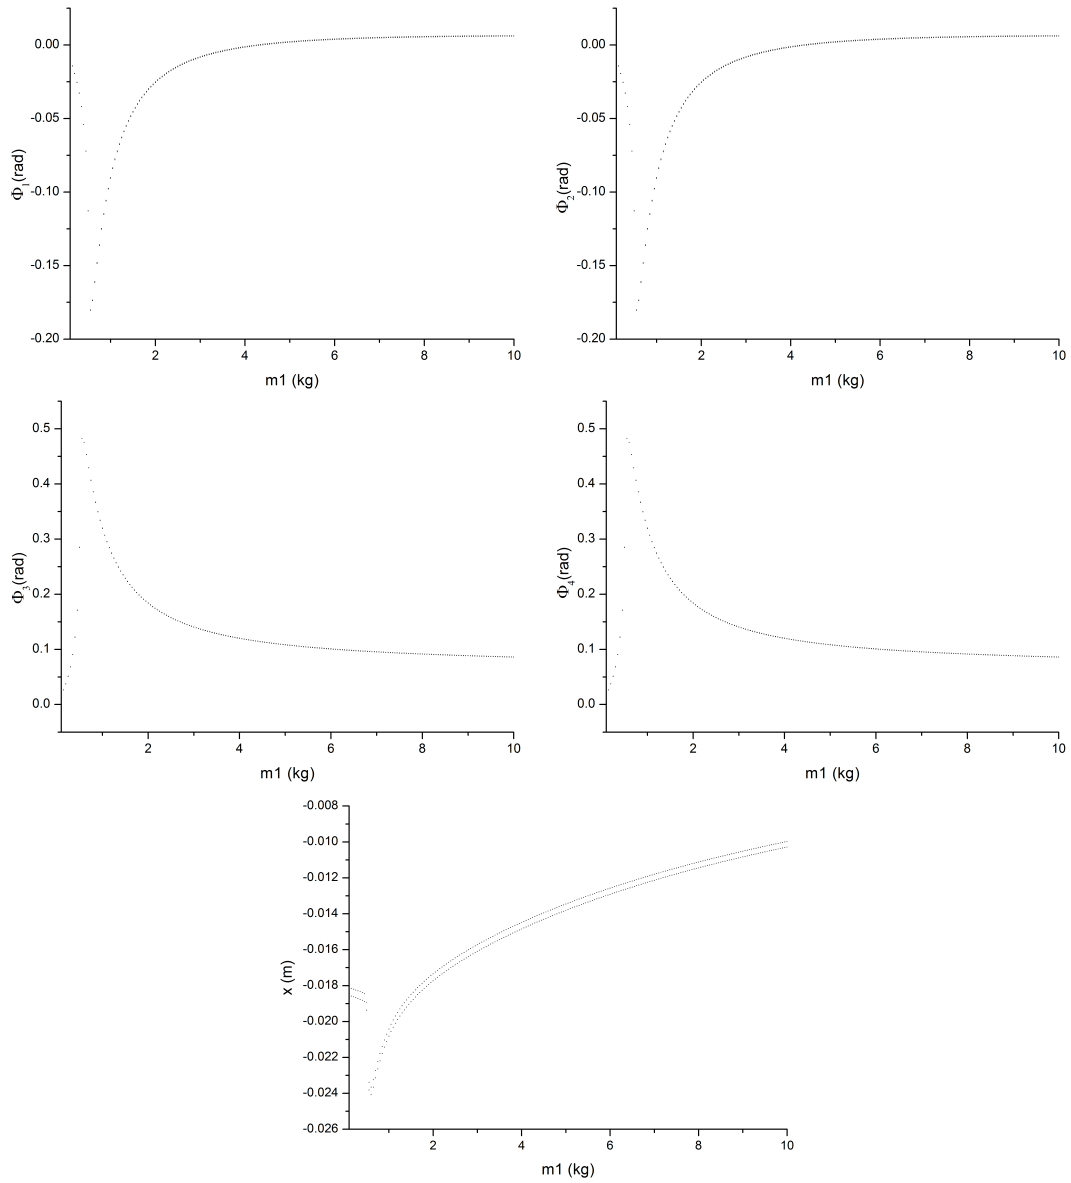 0.00
-0.05
-0.10
-0.15
-0.20
Φ1(rad)
2 4 6 8 10
m1 (kg)
0.00
-0.05
-0.10
-0.15
-0.20
Φ2(rad)
2 4 6 8 10
m1 (kg)
0.5
0.4
0.3
0.2
0.1
0.0
Φ3(rad)
2 4 6 8 10
m1 (kg)
0.5
0.4
0.3
0.2
0.1
0.0
Φ4(rad)
2 4 6 8 10
m1 (kg)
-0.008
-0.010
-0.012
-0.014
-0.016
-0.018
-0.020
-0.022
-0.024
-0.026
x (m)
2 4 6 8 10
m1 (kg)